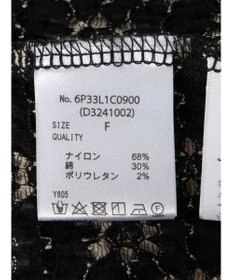 No. 6P33L1C0900
(D3241002)
SIZE F
QUALITY
ナイロン 68%
綿 30%
ポリウレタン 2%
Y805